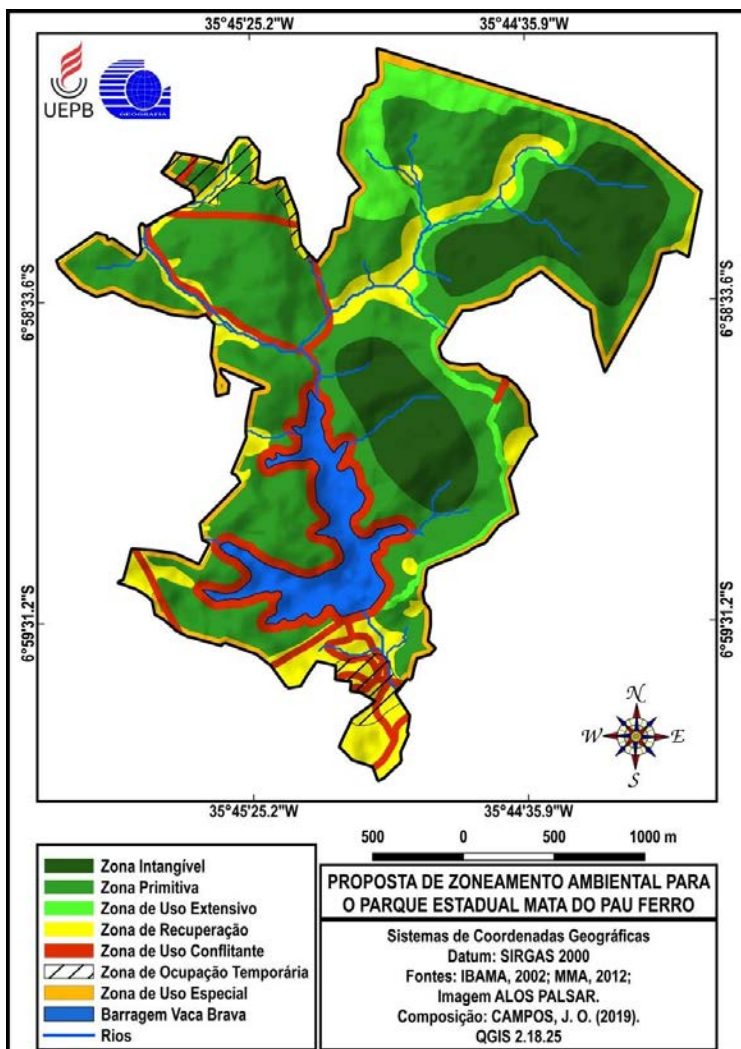 35°45'25.2"W
35°44'35.9"W
UEPB
GEOGRAFIA
6°58'33.6"S
6°58'33.6"S
6°59'31.2"S
6°59'31.2"S
N
W E
S
35°45'25.2"W
35°44'35.9"W
500 0 500 1000 m
Zona Intangível
Zona Primitiva
Zona de Uso Extensivo
Zona de Recuperação
Zona de Uso Conflitante
Zona de Ocupação Temporária
Zona de Uso Especial
Barragem Vaca Brava
Rios
PROPOSTA DE ZONEAMENTO AMBIENTAL PARA
O PARQUE ESTADUAL MATA DO PAU FERRO
Sistemas de Coordenadas Geográficas
Datum: SIRGAS 2000
Fontes: IBAMA, 2002; MMA, 2012;
Imagem ALOS PALSAR.
Composição: CAMPOS, J. O. (2019).
QGIS 2.18.25